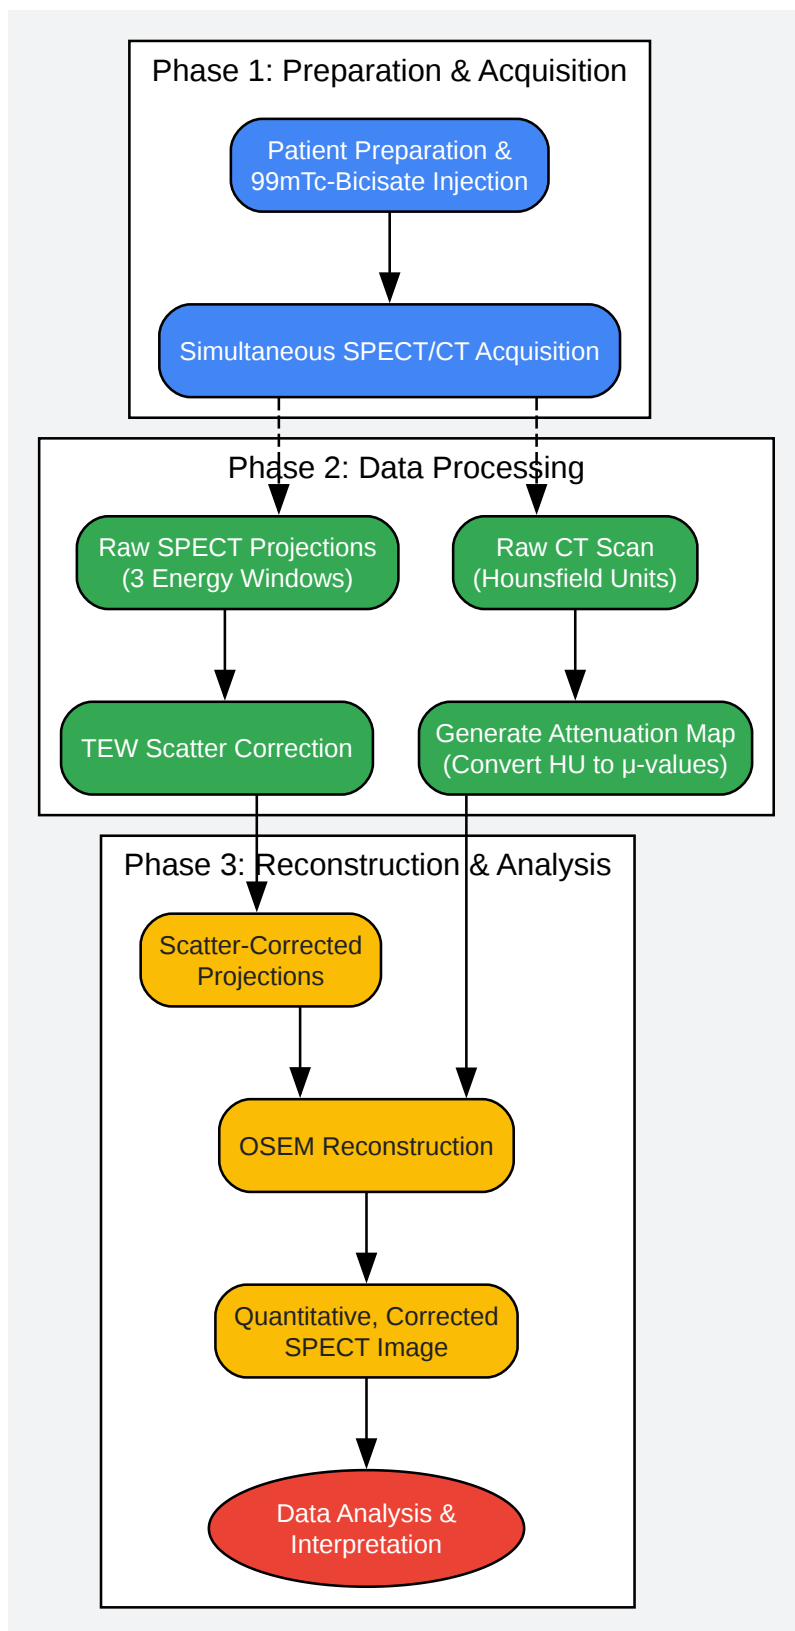 Phase 1: Preparation & Acquisition
Patient Preparation &
99mTc-Bicisate Injection
Simultaneous SPECT/CT Acquisition
Phase 2: Data Processing
Raw SPECT Projections
(3 Energy Windows)
Raw CT Scan
(Hounsfield Units)
TEW Scatter Correction
Generate Attenuation Map
(Convert HU to μ-values)
Phase 3: Reconstruction & Analysis
Scatter-Corrected
Projections
OSEM Reconstruction
Quantitative, Corrected
SPECT Image
Data Analysis &
Interpretation